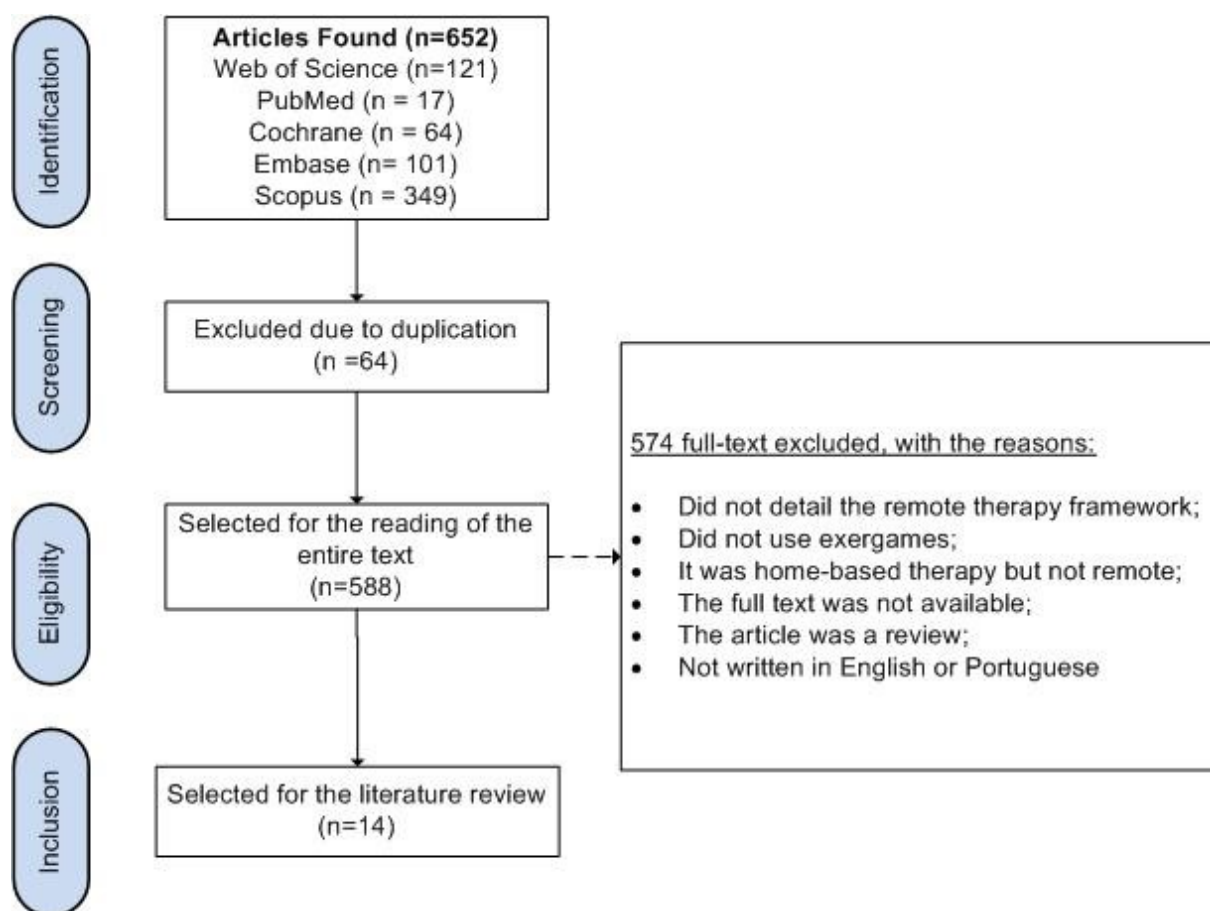 Identification
Articles Found (n=652)
Web of Science (n=121)
PubMed (n = 17)
Cochrane (n = 64)
Embase (n= 101)
Scopus (n = 349)
Screening
Excluded due to duplication
(n =64)
Eligibility
Selected for the reading of the
entire text
(n=588)
574 full-text excluded, with the reasons:
• Did not detail the remote therapy framework;
• Did not use exergames;
• It was home-based therapy but not remote;
• The full text was not available;
• The article was a review;
• Not written in English or Portuguese
Inclusion
Selected for the literature review
(n=14)